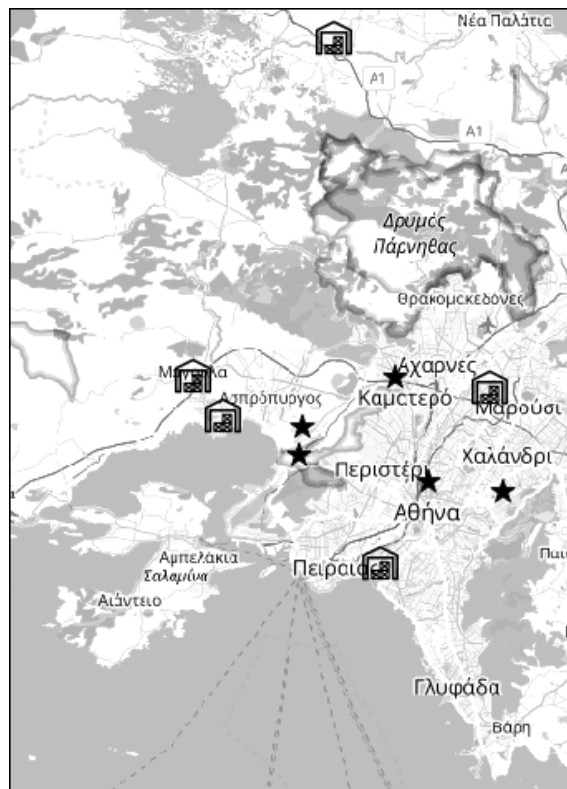 Νέα Παλάτια
A1
A1
Δρυμός
Πάρνηθας
Θρακομακεδόνες
Αχαρνές
Ασπρόπυργος
Καματερό
Μαρούσι
Χαλάνδρι
Περιστέρι
Αθήνα
Αμπελάκια
Σαλαμίνα
Πειραιάς
Αιάντειο
Γλυφάδα
Βάρη